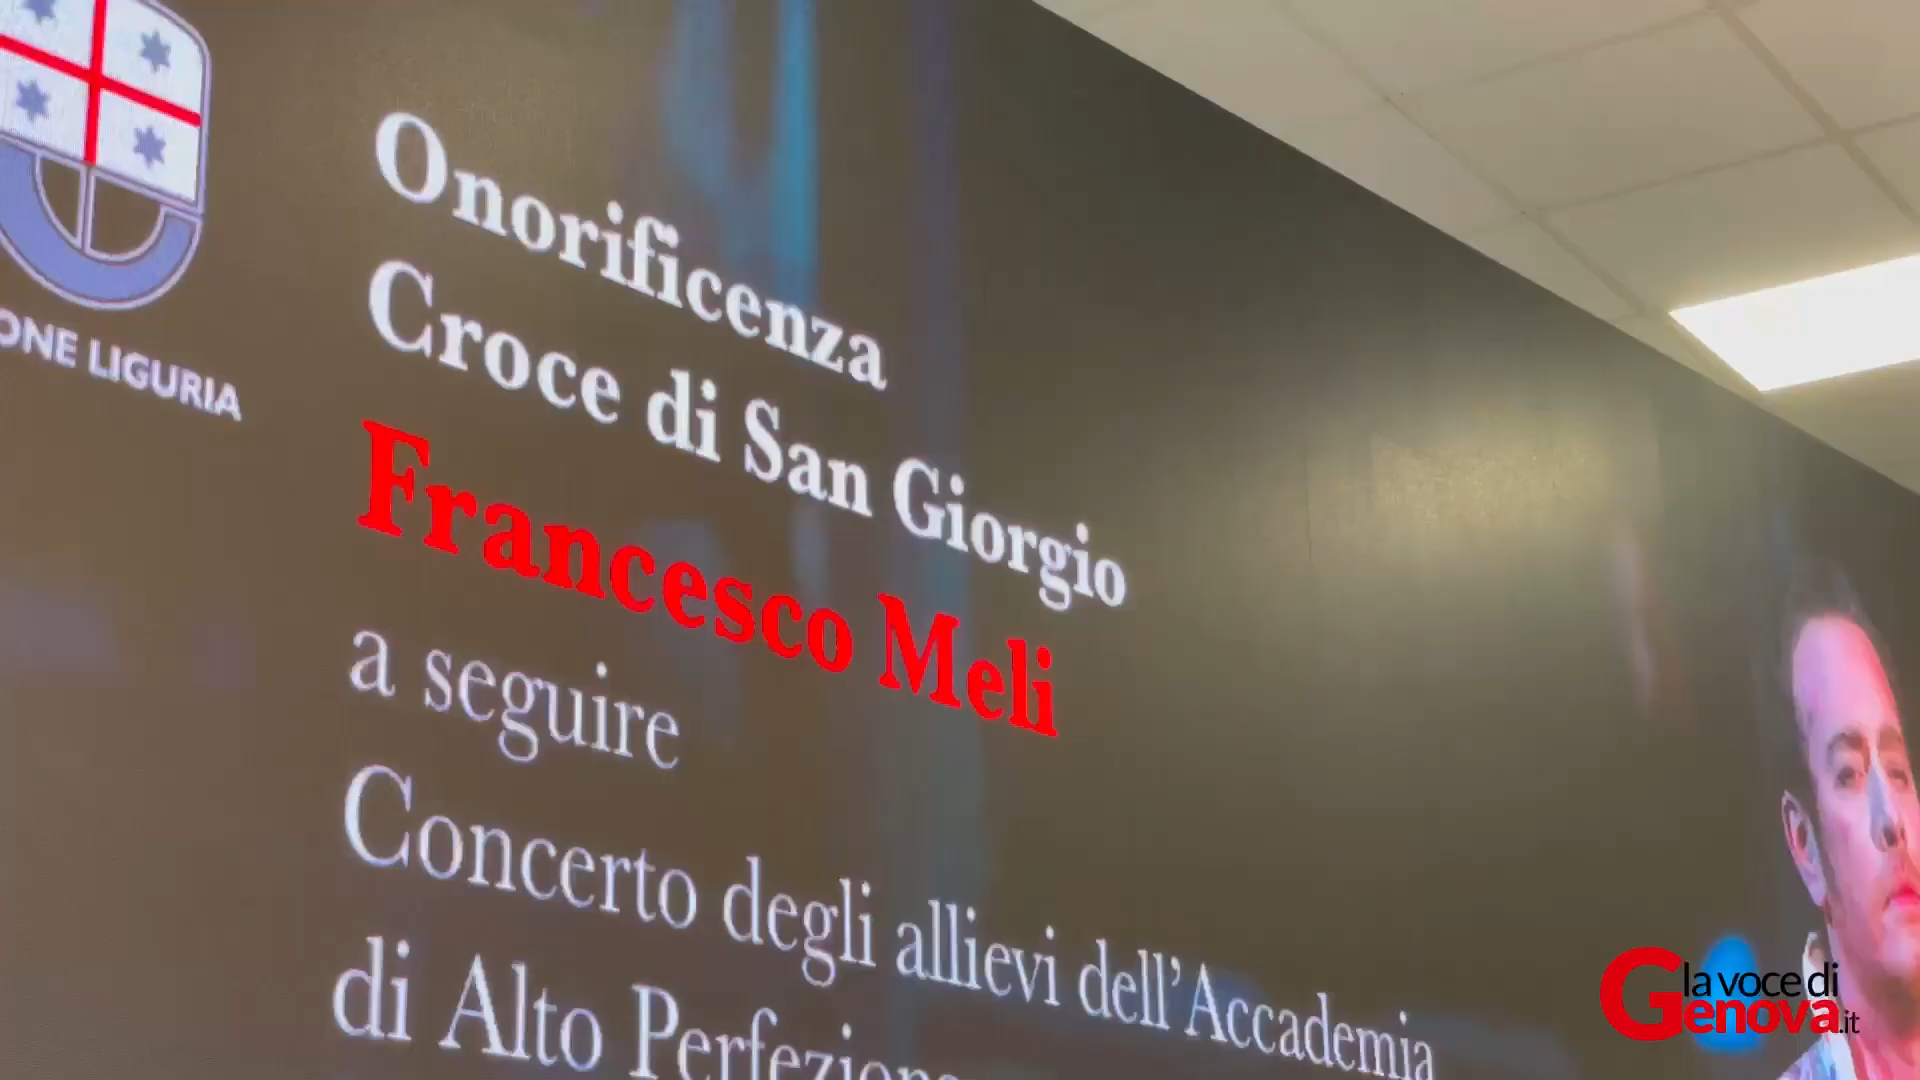 ONE LIGURIA
Onorificenza
Croce di San Giorgio
Francesco Meli
a seguire
Concerto degli allievi dell'Accademia
di Alto
la voce di
Genova.it